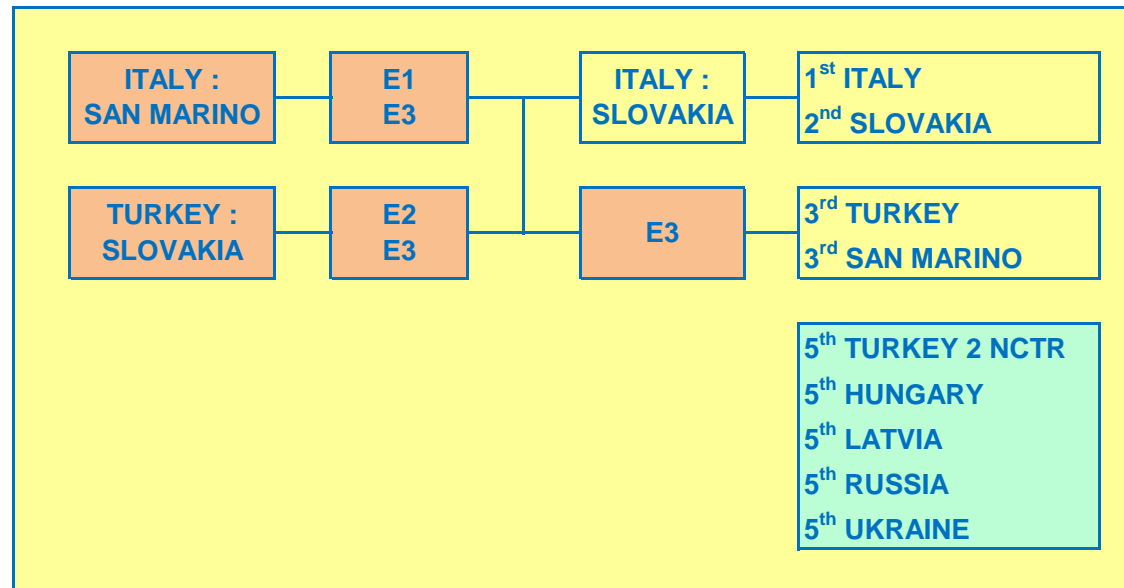 ITALY :
SAN MARINO
E1
E3
ITALY :
SLOVAKIA
1st ITALY
2nd SLOVAKIA
TURKEY :
SLOVAKIA
E2
E3
E3
3rd TURKEY
3rd SAN MARINO
5th TURKEY 2 NCTR
5th HUNGARY
5th LATVIA
5th RUSSIA
5th UKRAINE